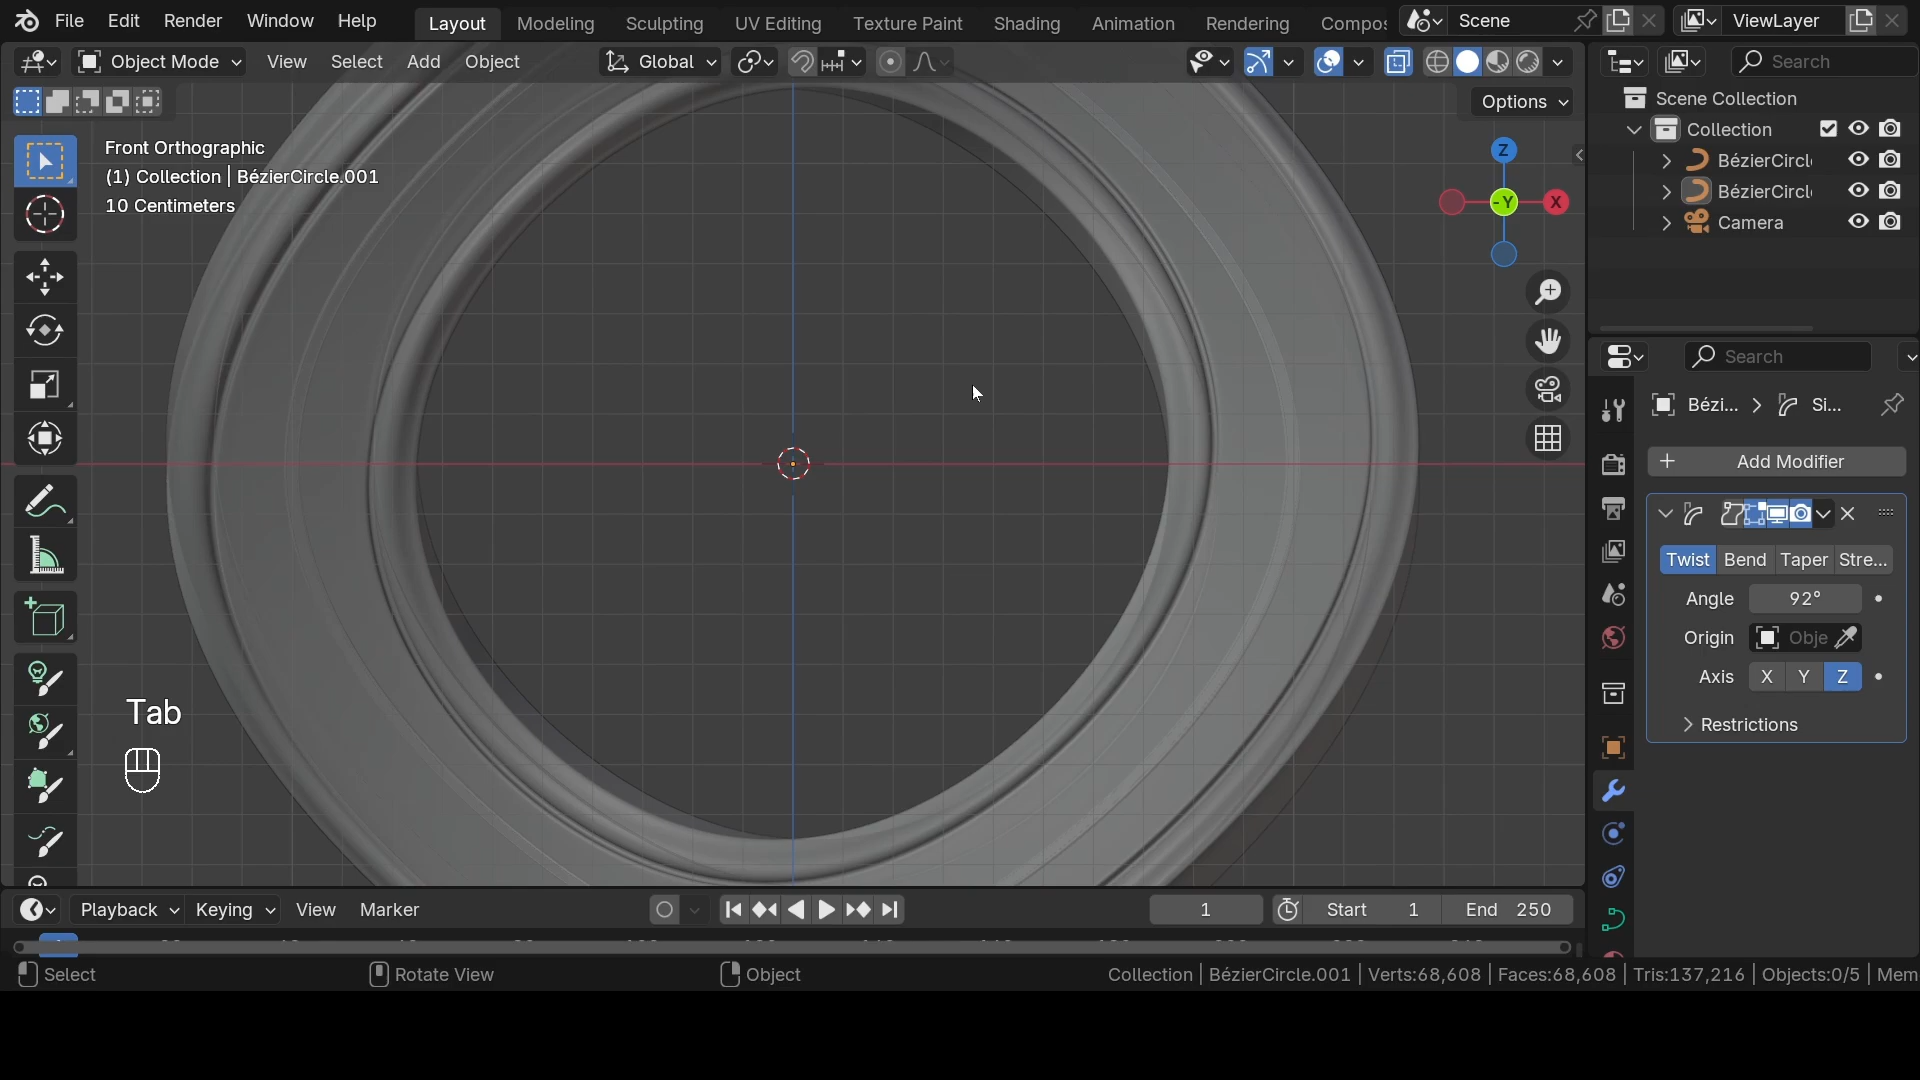 File Edit Render Window Help Layout Modeling Sculpting UV Editing Texture Paint Shading Animation Rendering Compos Scene ViewLayer
Object Mode View Select Add Object Global Search
Options
Scene Collection
Collection
BézierCircl
BézierCircl
Camera
Front Orthographic
(1) Collection | BézierCircle.001
10 Centimeters
Z
-Y
X
Search
Bézi... > Si...
+ Add Modifier
Twist Bend Taper Stre...
Angle 92°
Origin Obje
Axis X Y Z
Restrictions
Tab
Playback Keying View Marker 1 Start 1 End 250
Select Rotate View Object Collection | BézierCircle.001 | Verts:68,608 | Faces:68,608 | Tris:137,216 | Objects:0/5 | Mem